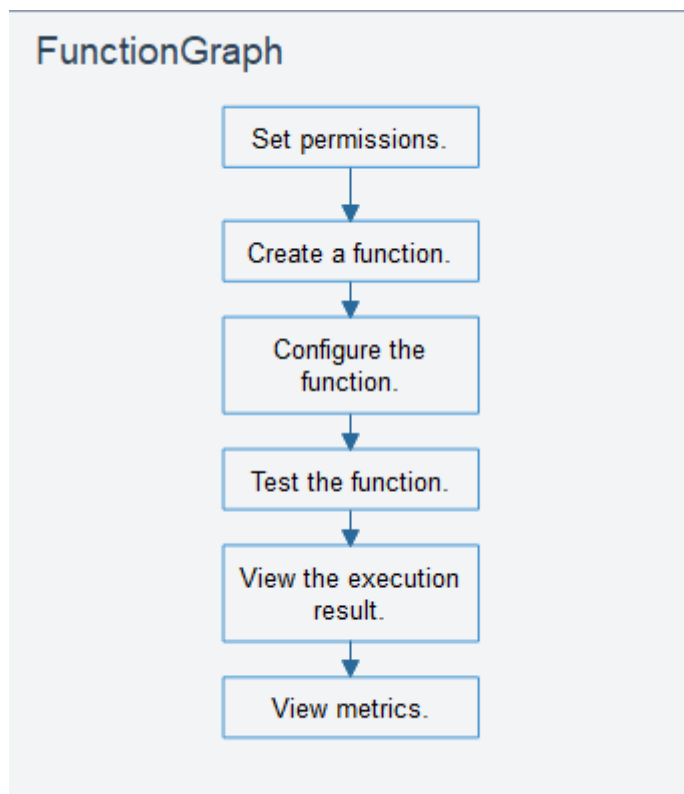 FunctionGraph
Set permissions.
Create a function.
Configure the
function.
Test the function.
View the execution
result.
View metrics.